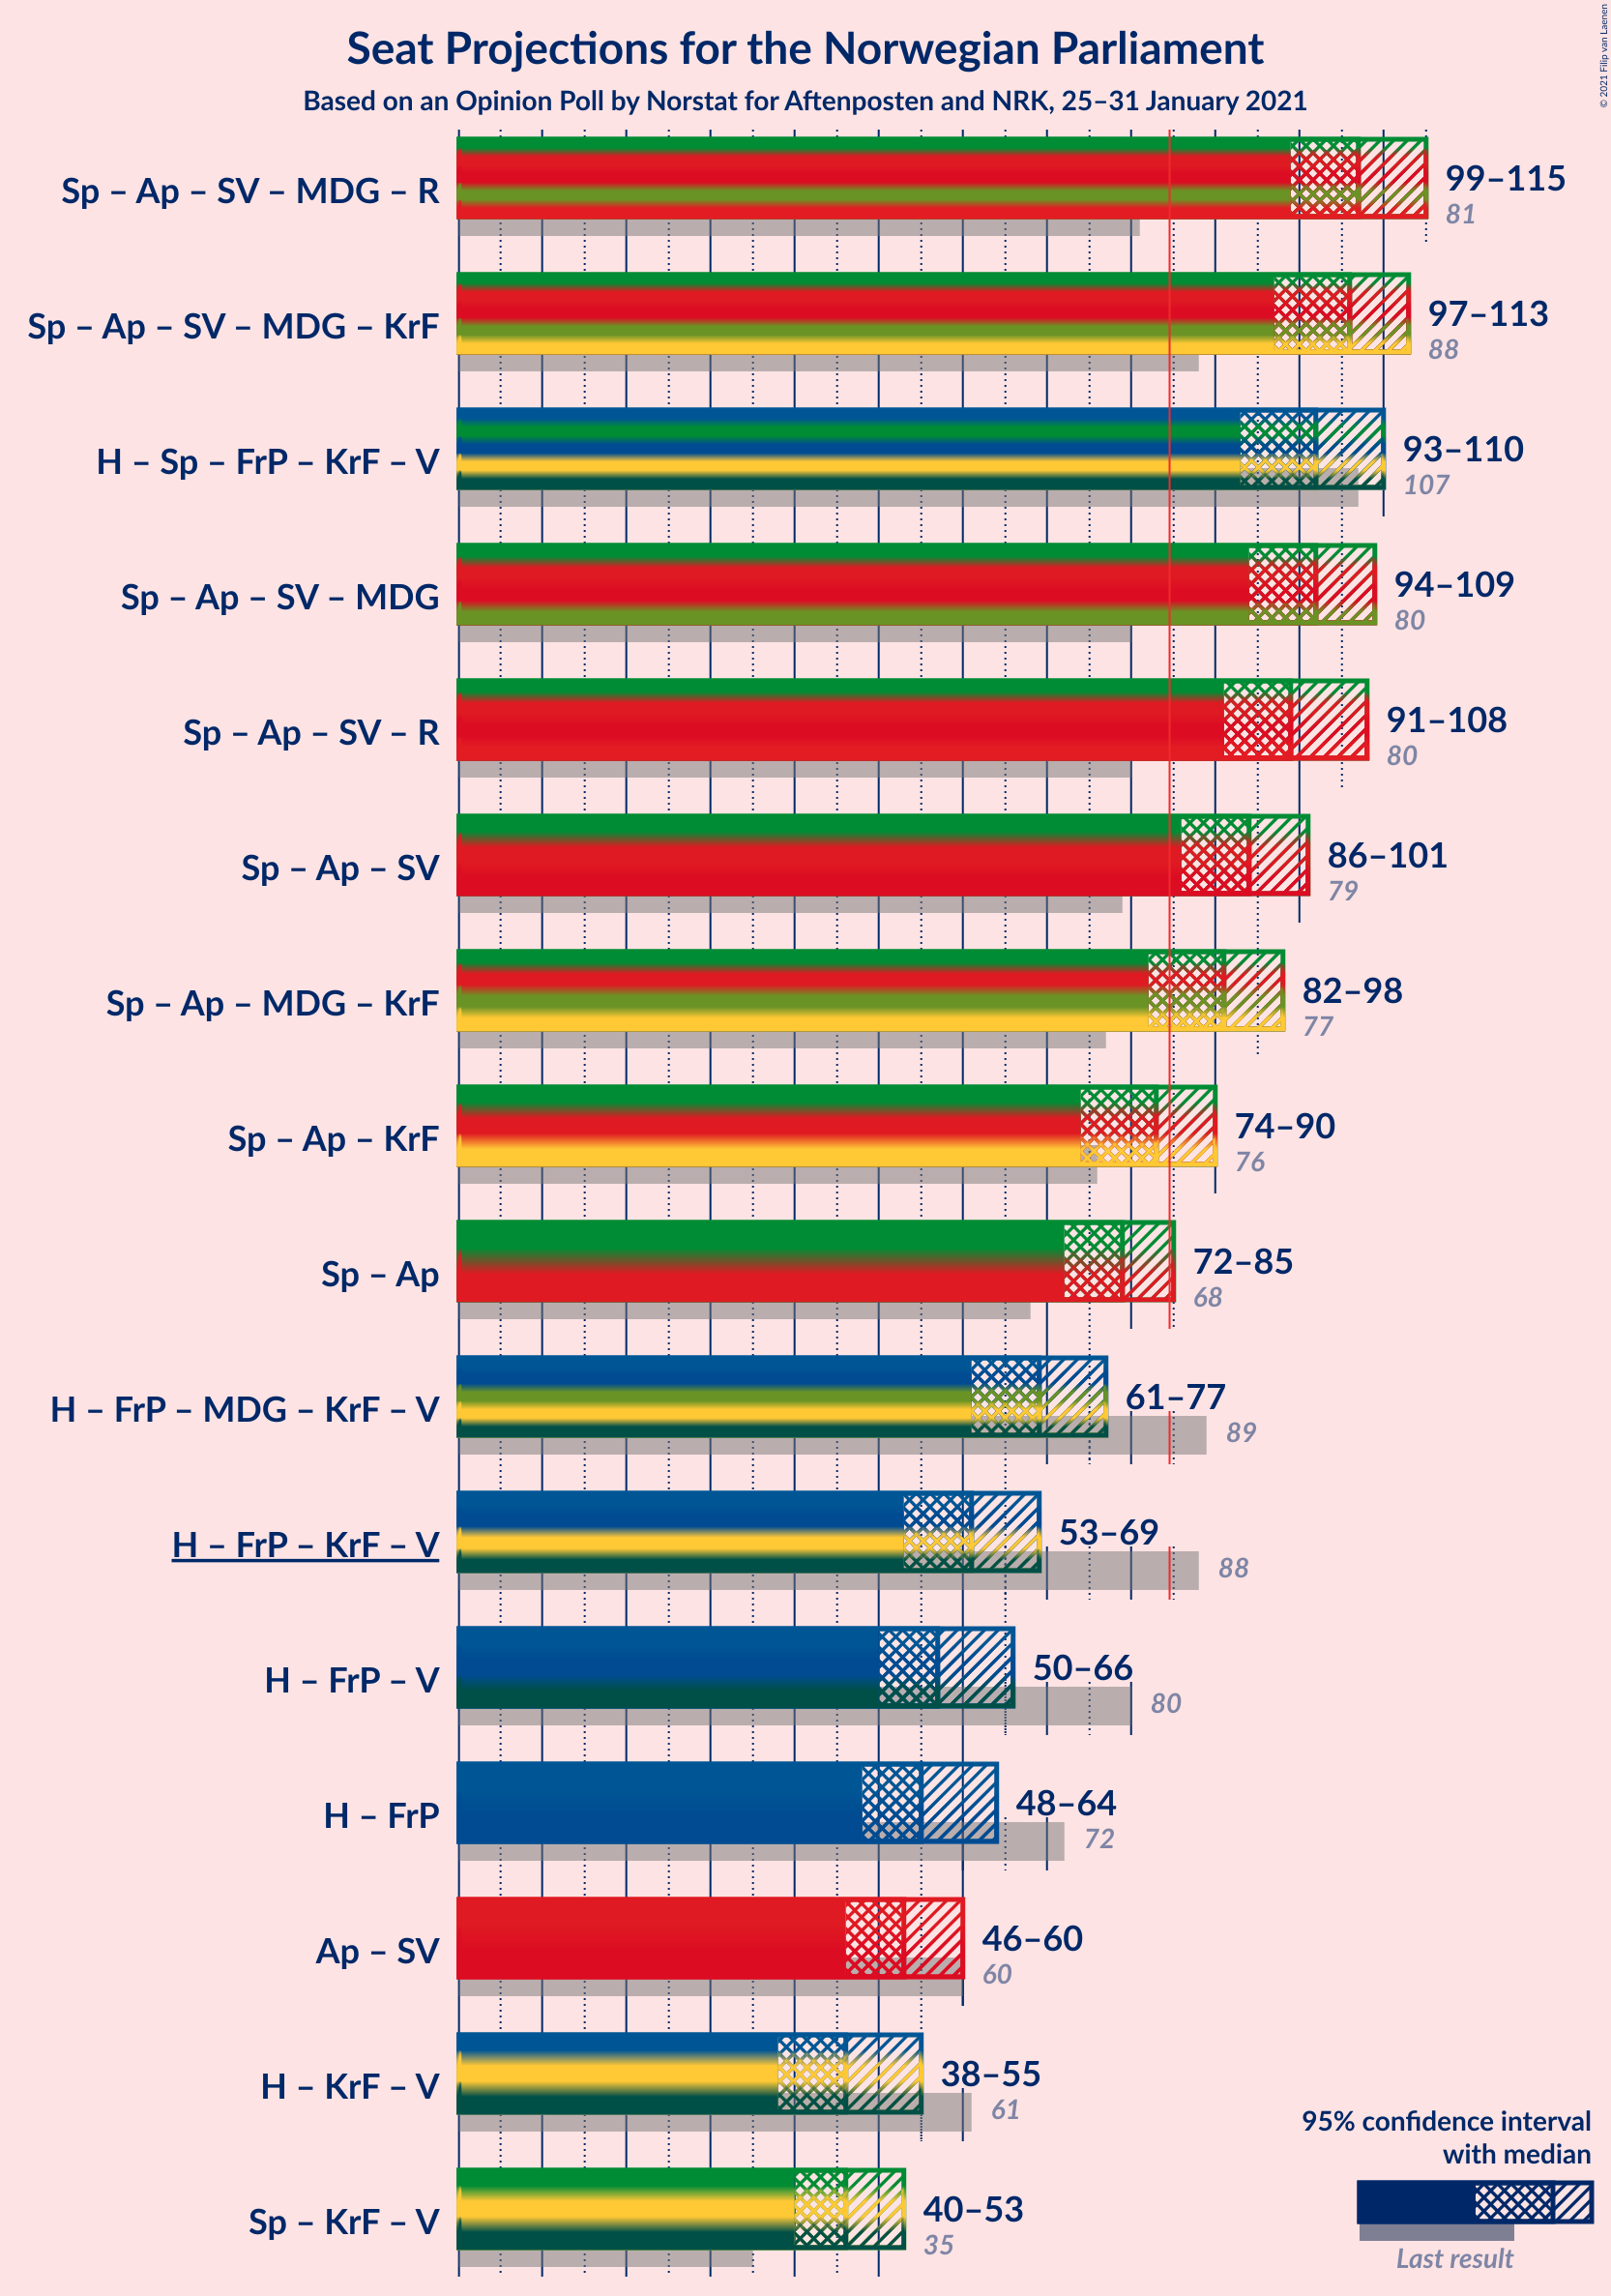 Seat Projections for the Norwegian Parliament
Based on an Opinion Poll by Norstat for Aftenposten and NRK, 25–31 January 2021
© 2021 Filip van Laenen
Sp – Ap – SV – MDG – R
99–115
81
Sp – Ap – SV – MDG – KrF
97–113
88
H – Sp – FrP – KrF – V
93–110
107
Sp – Ap – SV – MDG
94–109
80
Sp – Ap – SV – R
91–108
80
Sp – Ap – SV
86–101
79
Sp – Ap – MDG – KrF
82–98
77
Sp – Ap – KrF
74–90
76
Sp – Ap
72–85
68
H – FrP – MDG – KrF – V
61–77
89
H – FrP – KrF – V
53–69
88
H – FrP – V
50–66
80
H – FrP
48–64
72
Ap – SV
46–60
60
H – KrF – V
38–55
61
Sp – KrF – V
40–53
35
95% confidence interval
with median
Last result